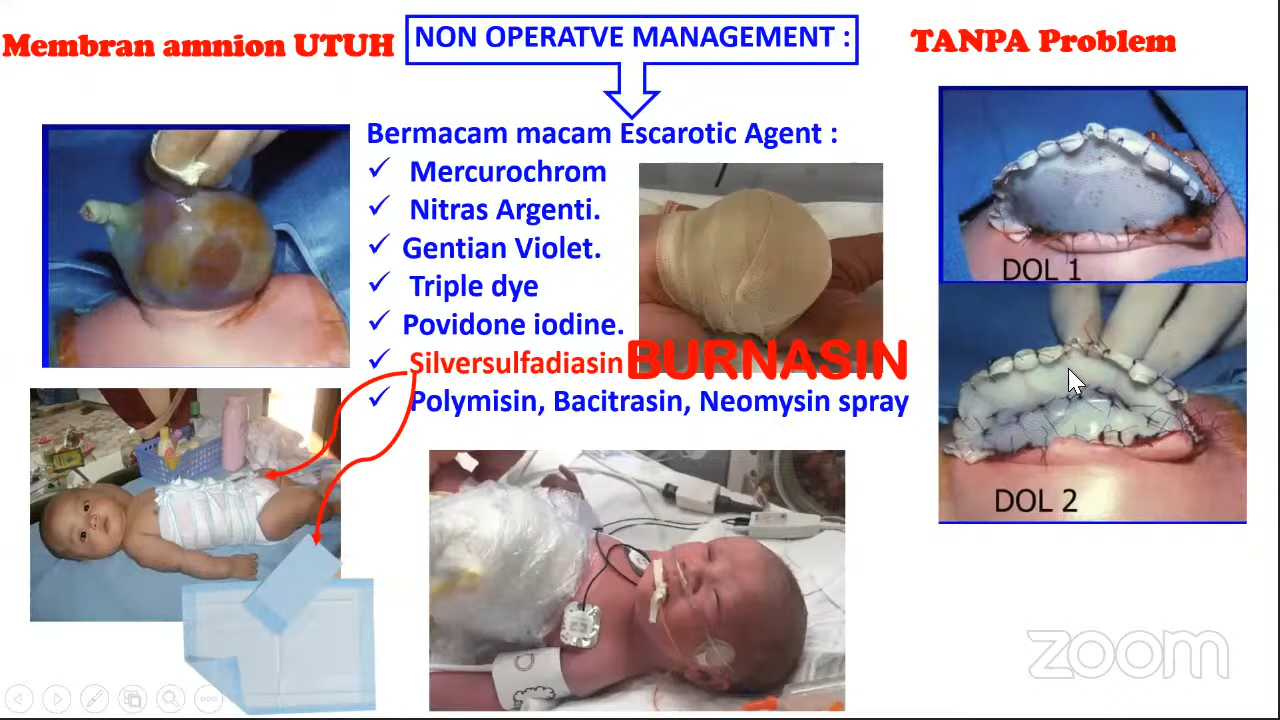 Membran amnion UTUH
NON OPERATVE MANAGEMENT :
TANPA Problem
Bermacam macam Escarotic Agent :
✓ Mercurochrom
✓ Nitras Argenti.
✓ Gentian Violet.
✓ Triple dye
✓ Povidone iodine.
✓ Silversulfadiasin BURNASIN
✓ Polymisin, Bacitrasin, Neomysin spray
DOL 1
DOL 2
zoom